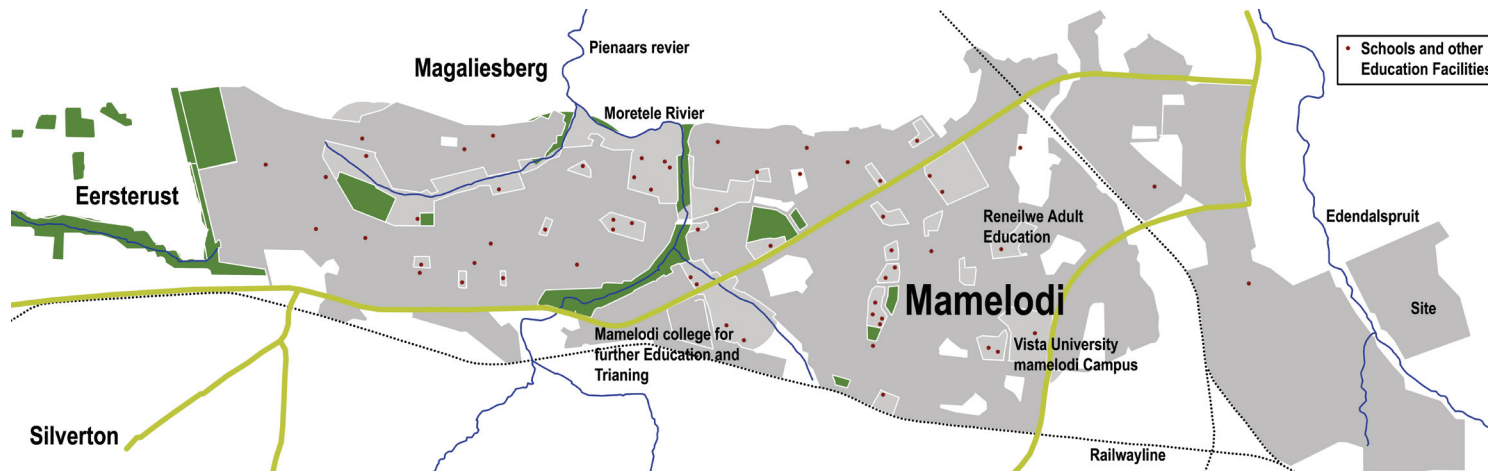 Pienaars revier
Magaliesberg
Schools and other
Education Facilities
Moretele Rivier
Eersterust
Reneilwe Adult
Education
Edendalspruit
Mamelodi
Site
Mamelodi college for
further Education and
Trianing
Vista University
mamelodi Campus
Silverton
Railwayline